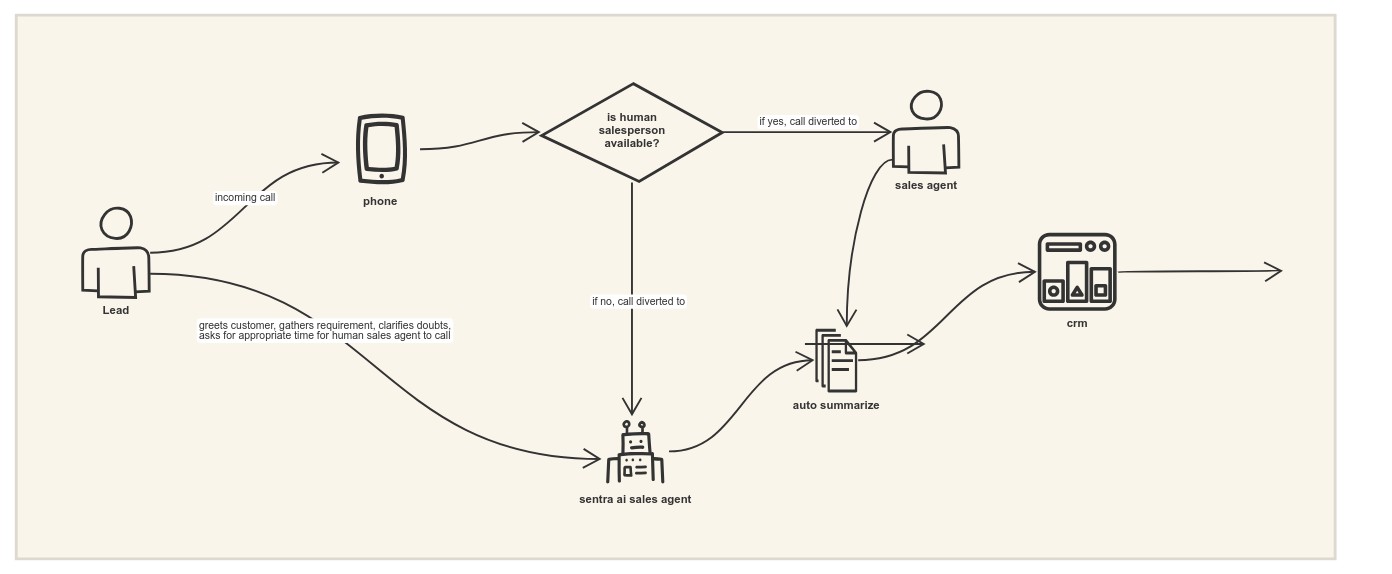 is human
salesperson
available?
if yes, call diverted to
sales agent
incoming call
phone
Lead
greets customer, gathers requirement, clarifies doubts,
asks for appropriate time for human sales agent to call
if no, call diverted to
crm
auto summarize
sentra ai sales agent